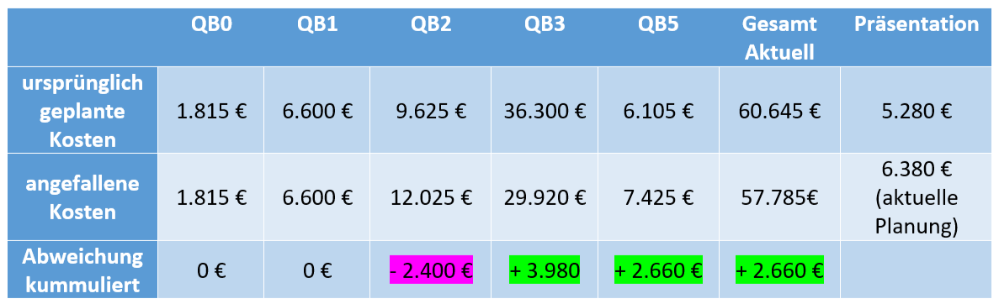 QB0 QB1 QB2 QB3 QB5 Gesamt Präsentation
Aktuell
ursprünglich
geplante
Kosten
1.815 € 6.600 € 9.625 € 36.300 € 6.105 € 60.645 € 5.280 €
angefallene
Kosten
1.815 € 6.600 € 12.025 € 29.920 € 7.425 € 57.785€ 6.380 €
(aktuelle
Planung)
Abweichung
kummuliert
0 € 0 € - 2.400 € + 3.980 + 2.660 € + 2.660 €